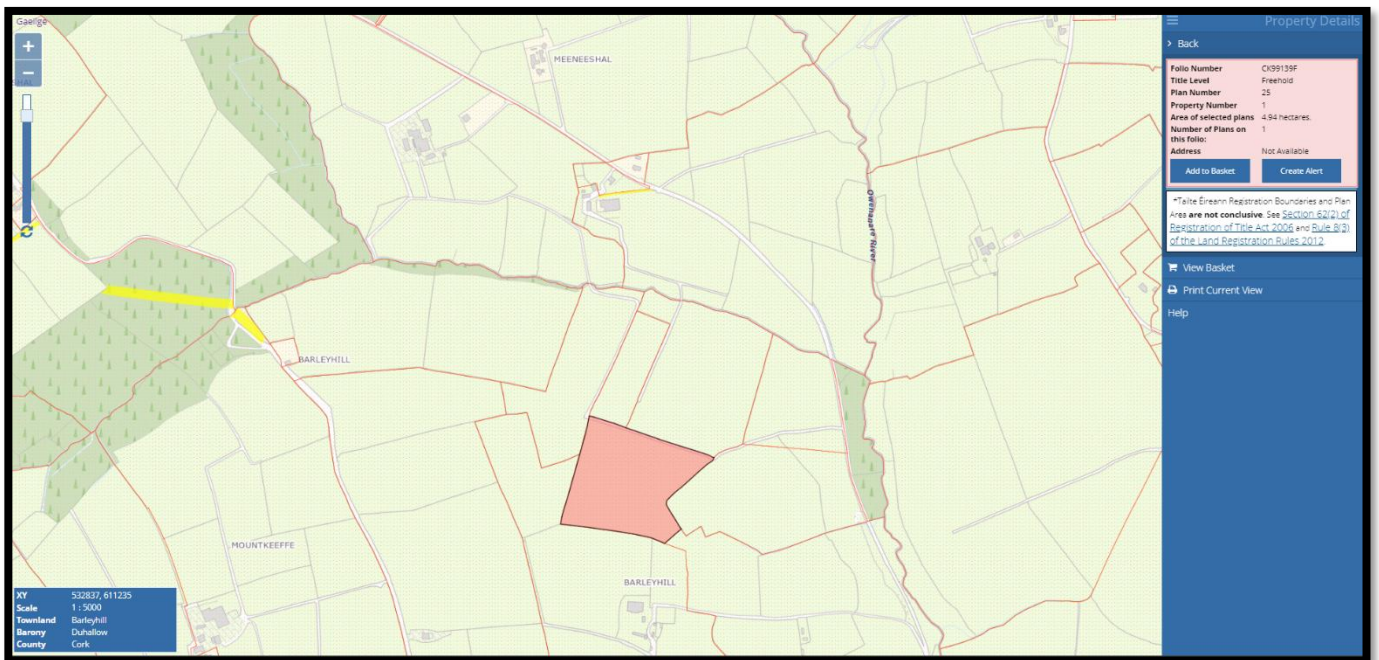 Gaeilge
MEENEESHAL
Owenagare River
BARLEYHILL
MOUNTKEEFFE
BARLEYHILL
XY 532837, 611235
Scale 1 : 5000
Townland Barleyhill
Barony Duhallow
County Cork
Property Details
Back
Folio Number CK99139F
Title Level Freehold
Plan Number 25
Property Number 1
Area of selected plans 4.94 hectares.
Number of Plans on 1
this folio:
Address Not Available
Add to Basket Create Alert
*Tailte Éireann Registration Boundaries and Plan
Area are not conclusive. See Section 62(2) of
Registration of Title Act 2006 and Rule 8(3)
of the Land Registration Rules 2012.
View Basket
Print Current View
Help